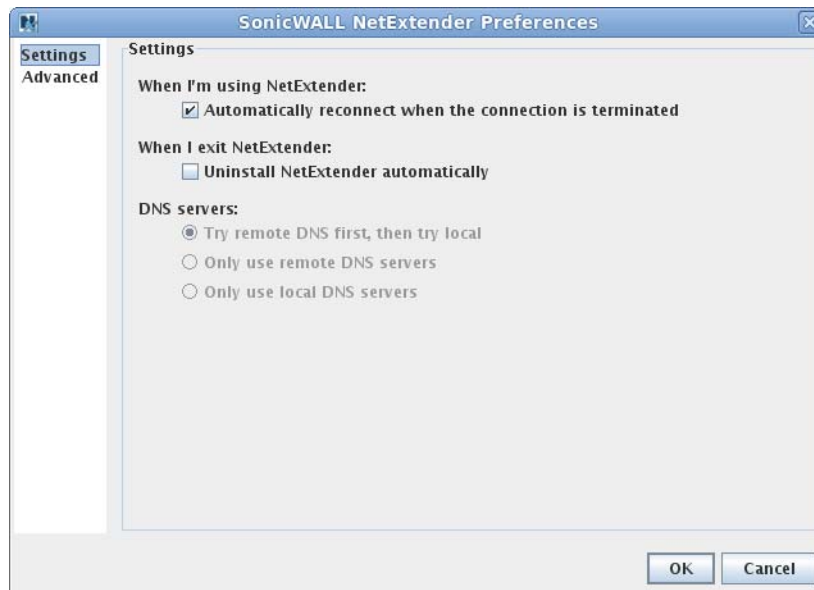 SonicWALL NetExtender Preferences
Settings
Advanced
Settings
When I'm using NetExtender:
Automatically reconnect when the connection is terminated
When I exit NetExtender:
Uninstall NetExtender automatically
DNS servers:
Try remote DNS first, then try local
Only use remote DNS servers
Only use local DNS servers
OK
Cancel